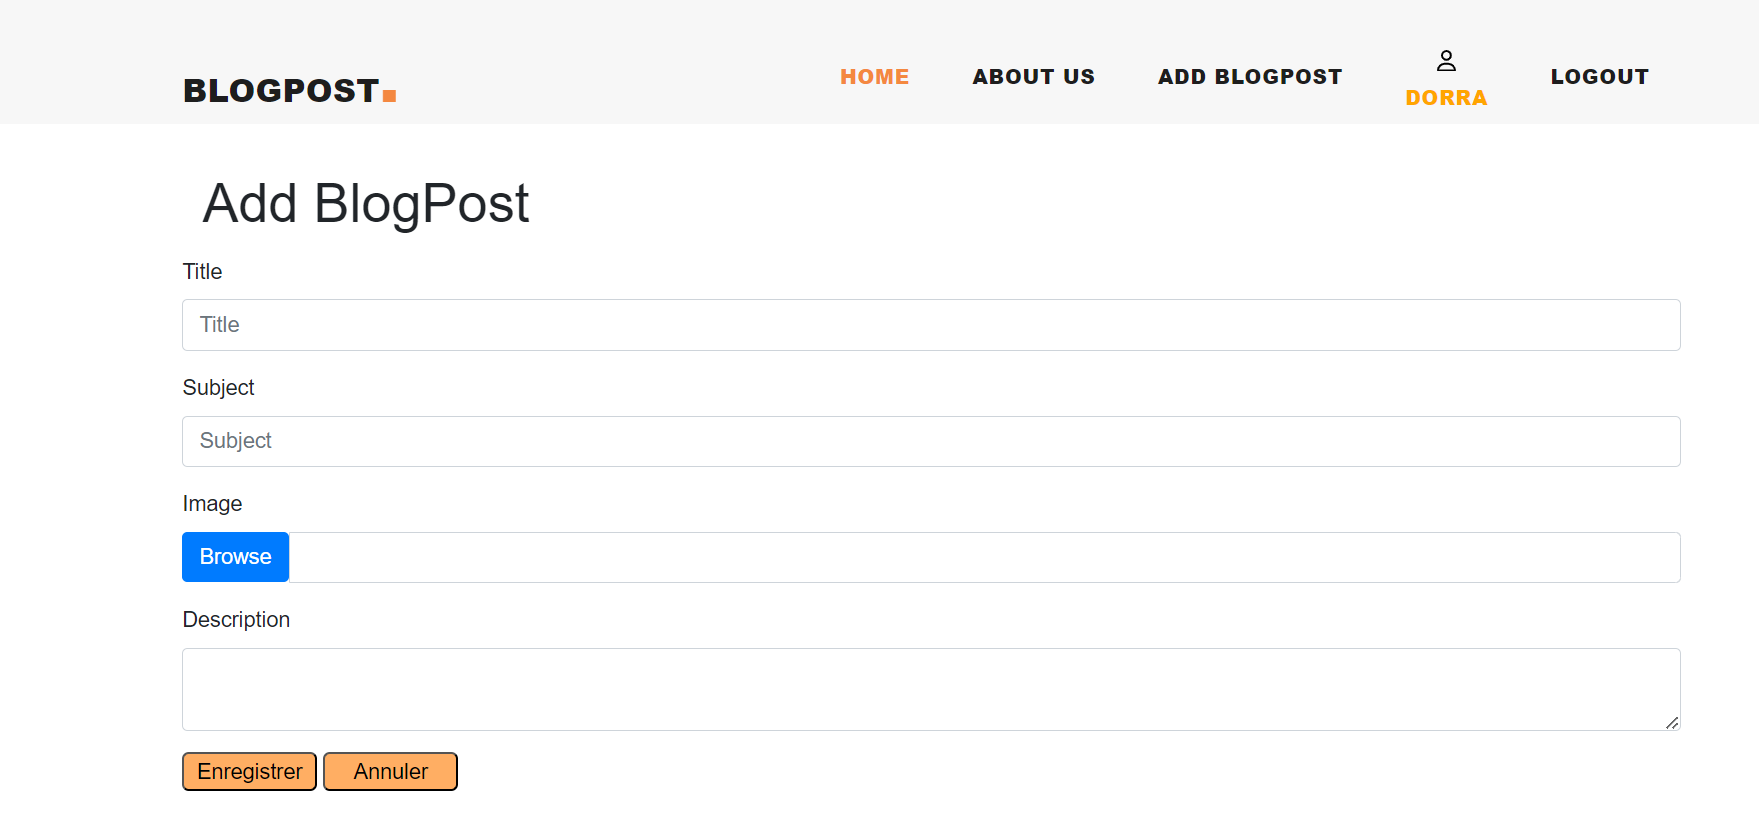 BLOGPOST.
HOME ABOUT US ADD BLOGPOST DORRA LOGOUT
Add BlogPost
Title
Title
Subject
Subject
Image
Browse
Description
Enregistrer Annuler